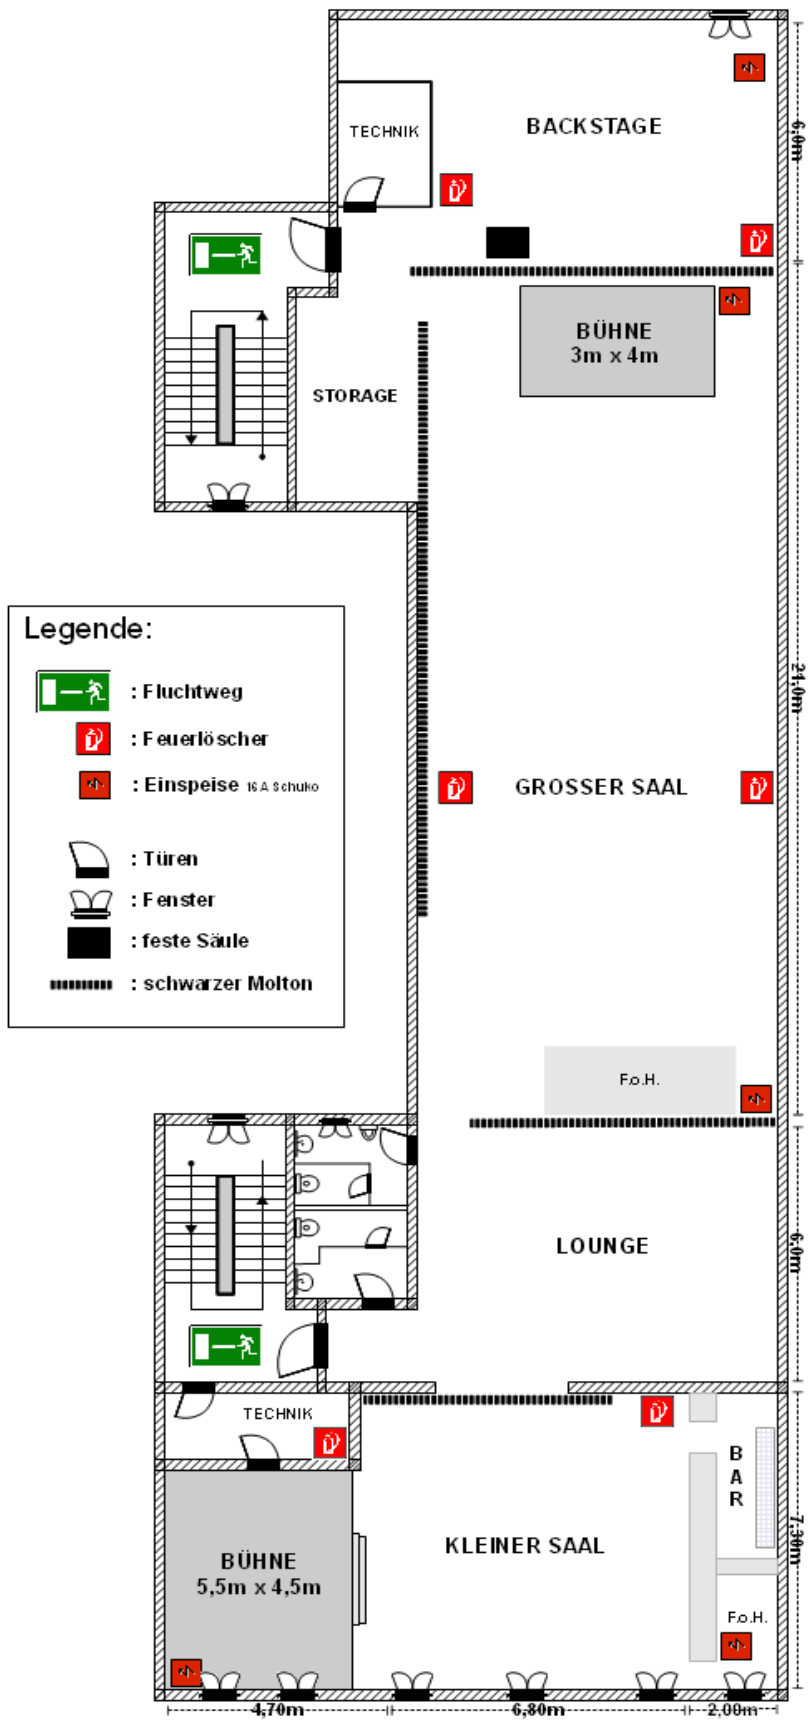 BACKSTAGE
TECHNIK
6,0m
BÜHNE
3m x 4m
STORAGE
Legende:
: Fluchtweg
: Feuerlöscher
: Einspeise 16 A Schuko
: Türen
: Fenster
: feste Säule
: schwarzer Molton
21,0m
GROSSER SAAL
F.o.H.
LOUNGE
6,0m
TECHNIK
BAR
7,30m
KLEINER SAAL
BÜHNE
5,5m x 4,5m
F.o.H.
4,70m
6,80m
2,00m